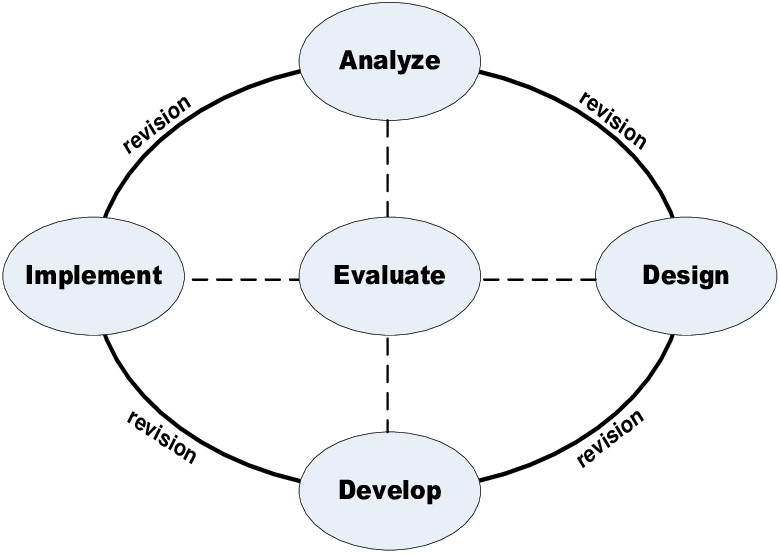 Analyze
revision
revision
Implement
Evaluate
Design
revision
revision
Develop